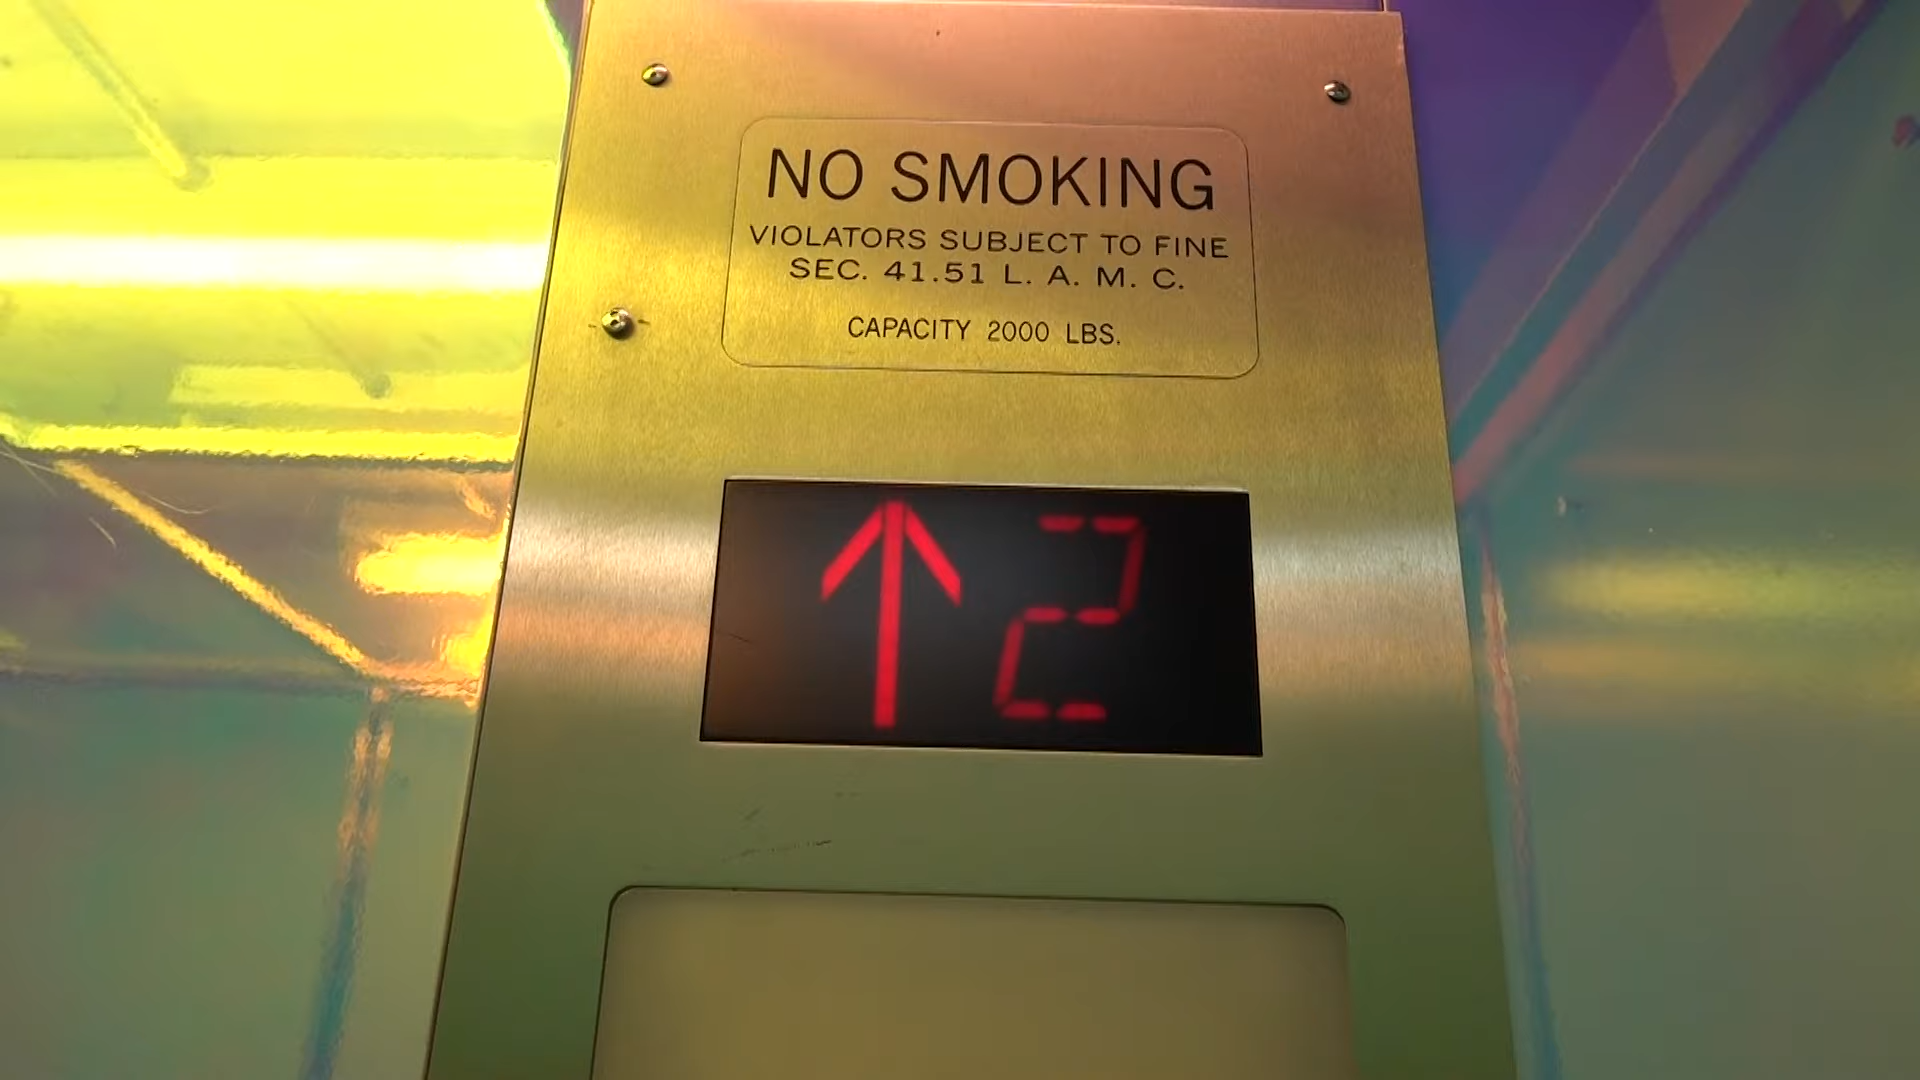 NO SMOKING
VIOLATORS SUBJECT TO FINE
SEC. 41.51 L. A. M. C.
CAPACITY 2000 LBS.
↑ 2